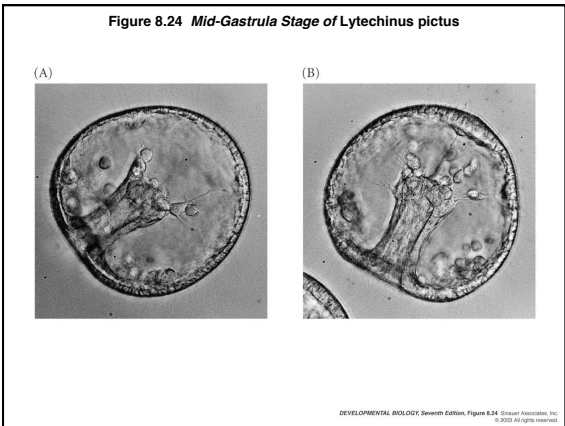 Figure 8.24 Mid-Gastrula Stage of Lytechinus pictus
(A)
(B)
DEVELOPMENTAL BIOLOGY, Seventh Edition, Figure 8.24 Sinauer Associates, Inc.
© 2003 All rights reserved.